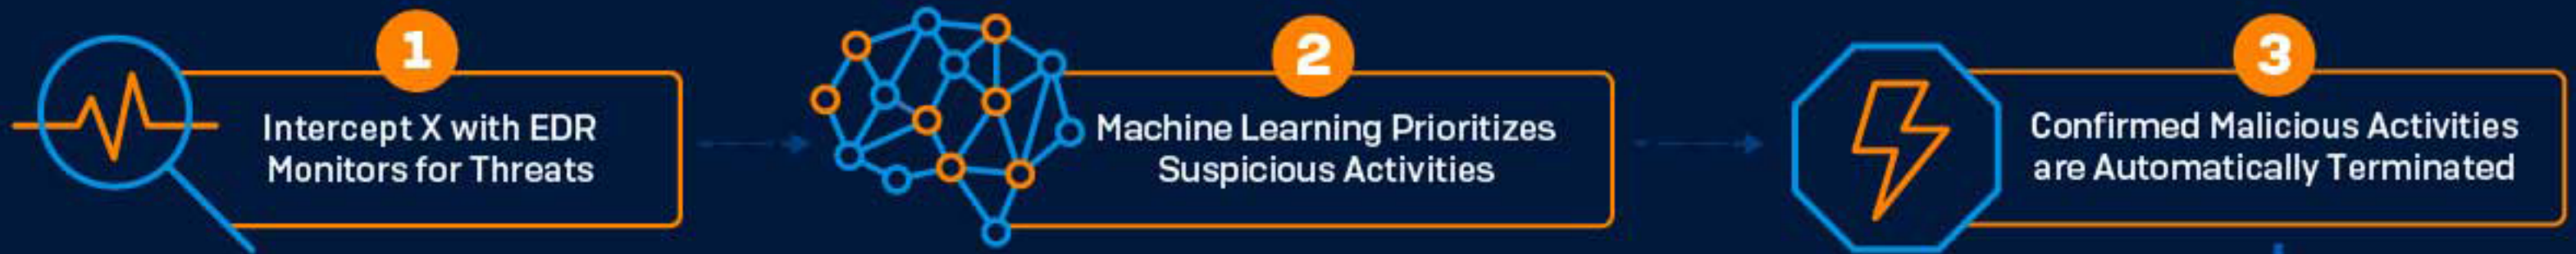 1
Intercept X with EDR
Monitors for Threats
2
Machine Learning Prioritizes
Suspicious Activities
3
Confirmed Malicious Activities
are Automatically Terminated